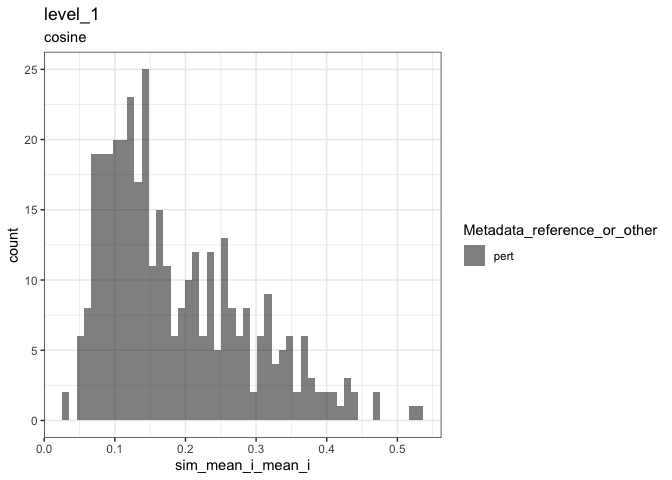 level_1
cosine
25
20
15
10
5
0
count
0.0 0.1 0.2 0.3 0.4 0.5
sim_mean_i_mean_i
Metadata_reference_or_other
pert